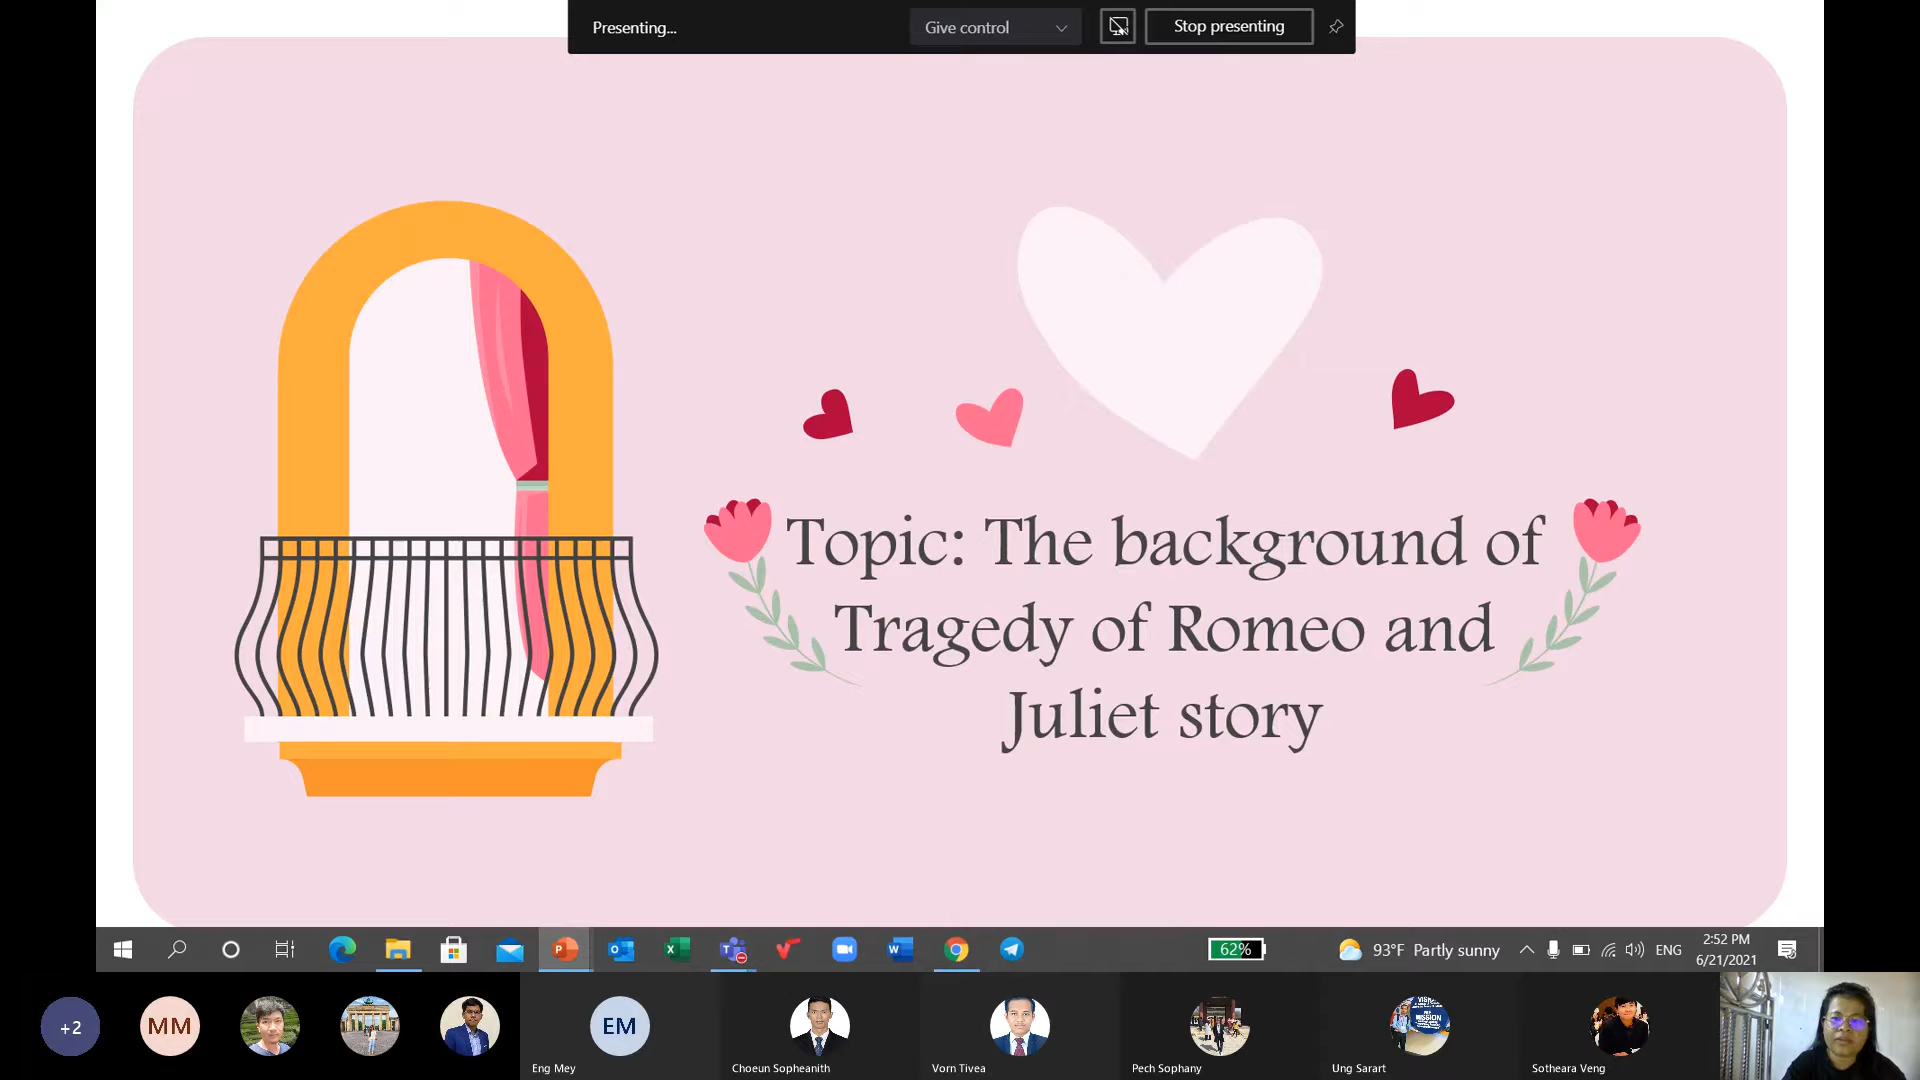 Presenting...
Give control
Stop presenting
Topic: The background of
Tragedy of Romeo and
Juliet story
62%
93°F Partly sunny
ENG
2:52 PM
6/21/2021
+2
MM
EM
Eng Mey
Choeun Sopheanith
Vorn Tivea
Pech Sophany
Ung Sarart
Sotheara Veng